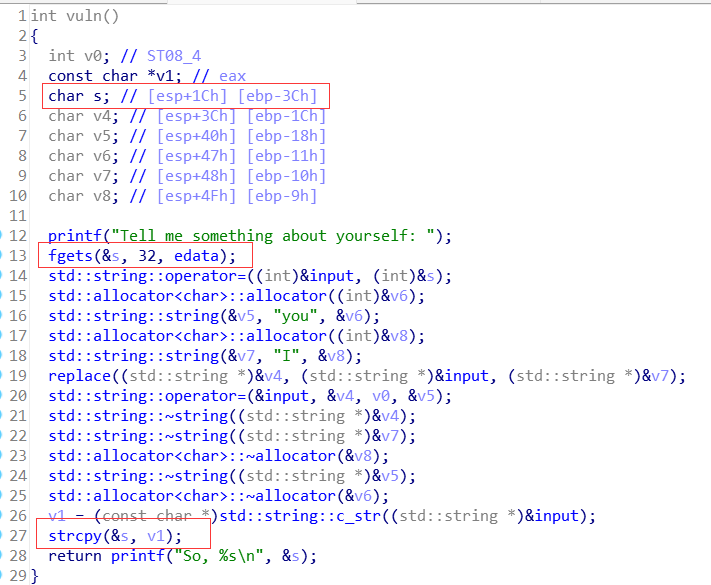 1 int vuln()
2 {
3 int v0; // ST08_4
4 const char *v1; // eax
5 char s; // [esp+1Ch] [ebp-3Ch]
6 char v4; // [esp+3Ch] [ebp-1Ch]
7 char v5; // [esp+40h] [ebp-18h]
8 char v6; // [esp+47h] [ebp-11h]
9 char v7; // [esp+48h] [ebp-10h]
10 char v8; // [esp+4Fh] [ebp-9h]
11
12 printf("Tell me something about yourself: ");
13 fgets(&s, 32, edata);
14 std::string::operator=((int)&input, (int)&s);
15 std::allocator<char>::allocator((int)&v6);
16 std::string::string(&v5, "you", &v6);
17 std::allocator<char>::allocator((int)&v8);
18 std::string::string(&v7, "I", &v8);
19 replace((std::string *)&v4, (std::string *)&input, (std::string *)&v7);
20 std::string::operator=(&input, &v4, v0, &v5);
21 std::string::~string((std::string *)&v4);
22 std::string::~string((std::string *)&v7);
23 std::allocator<char>::~allocator(&v8);
24 std::string::~string((std::string *)&v5);
25 std::allocator<char>::~allocator(&v6);
26 v1 = (const char *)std::string::c_str((std::string *)&input);
27 strcpy(&s, v1);
28 return printf("So, %s\n", &s);
29 }